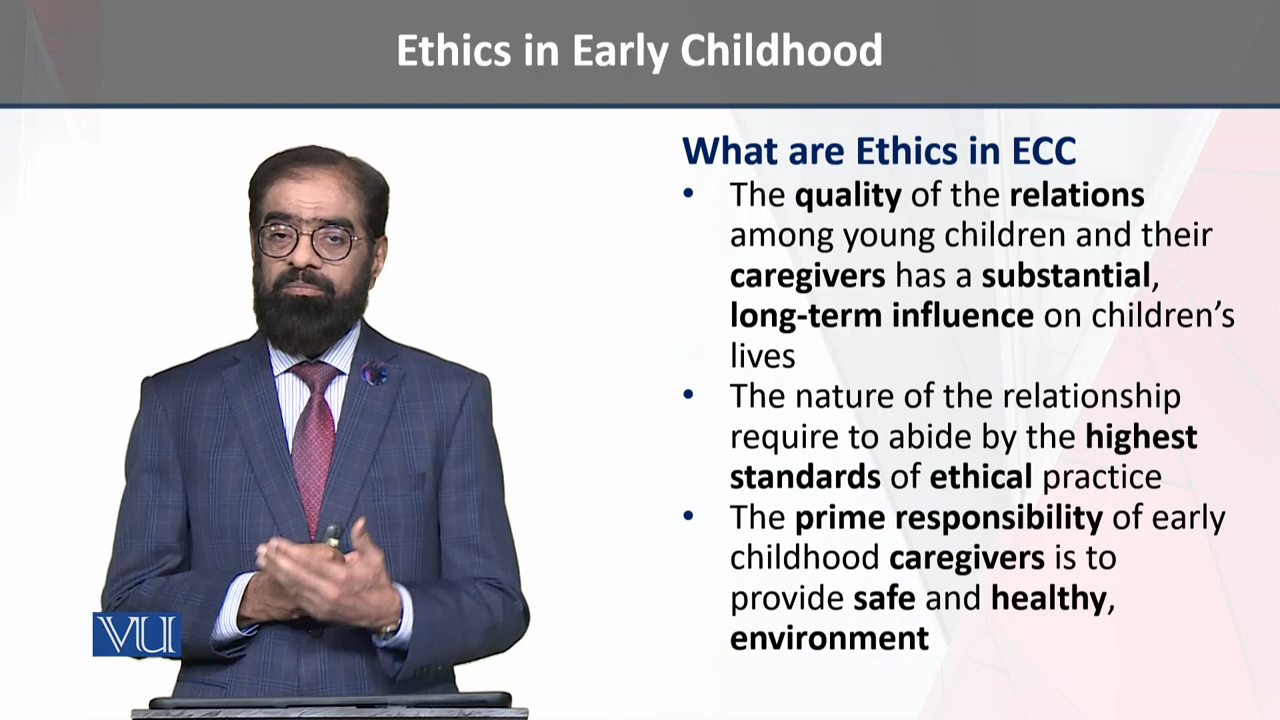 Ethics in Early Childhood
What are Ethics in ECC
• The quality of the relations
among young children and their
caregivers has a substantial,
long-term influence on children’s
lives
• The nature of the relationship
require to abide by the highest
standards of ethical practice
• The prime responsibility of early
childhood caregivers is to
provide safe and healthy,
environment
VU